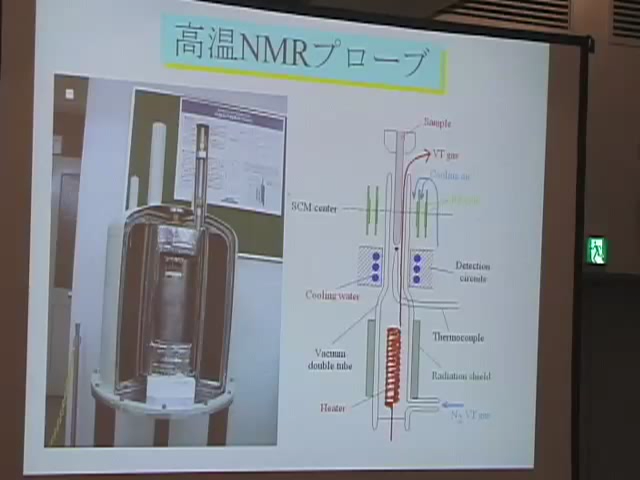 高温NMRプローブ
Sample
VT gas
Cooling air
SCM center
Detection
circuits
Cooling water
Thermocouple
Vacuum
double tube
Radiation shield
Heater
N2 VT gas